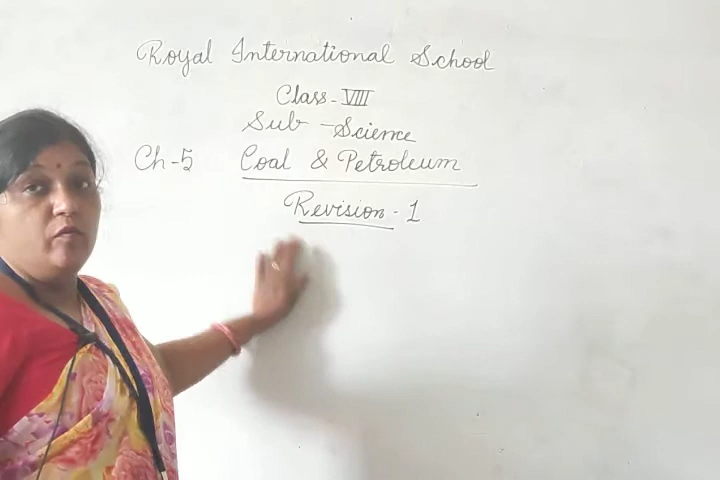 Royal International School
Class-VIII
Sub - Science
Ch-5 Coal & Petroleum
Revision - 1